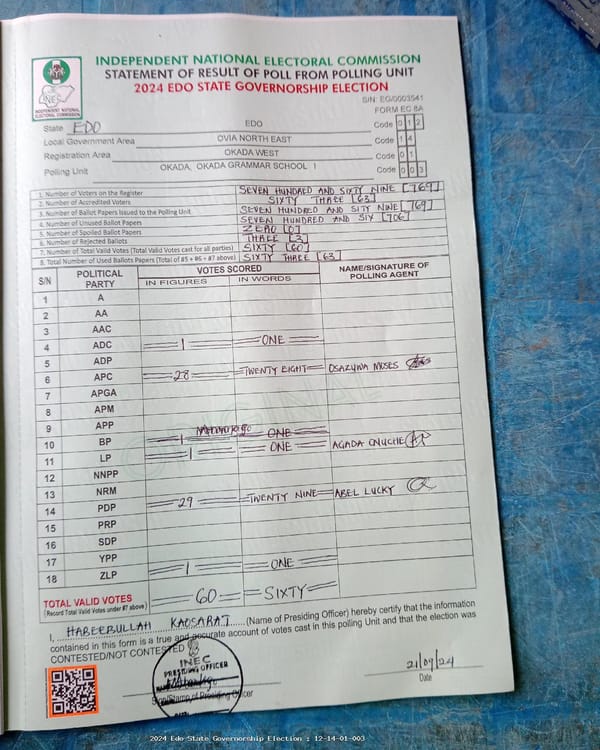 INDEPENDENT NATIONAL ELECTORAL COMMISSION
STATEMENT OF RESULT OF POLL FROM POLLING UNIT
2024 EDO STATE GOVERNORSHIP ELECTION
INEC
INDEPENDENT NATIONAL ELECTORAL COMMISSION
S/N: EG/0003541
FORM EC 8A
State EDO EDO Code 0 1 2
Local Government Area OVIA NORTH EAST Code 1 4
Registration Area OKADA WEST Code 0 1
Polling Unit OKADA, OKADA GRAMMAR SCHOOL I Code 0 0 3
1. Number of Voters on the Register SEVEN HUNDRED AND SIXTY NINE [769]
2. Number of Accredited Voters SIXTY THREE [63]
3. Number of Ballot Papers Issued to the Polling Unit SEVEN HUNDRED AND SITY NINE [769]
4. Number of Unused Ballot Papers SEVEN HUNDRED AND SIX [706]
5. Number of Spoiled Ballot Papers ZERO [0]
6. Number of Rejected Ballots THREE [3]
7. Number of Total Valid Votes (Total Valid Votes cast for all parties) SIXTY [60]
8. Total Number of Used Ballots Papers (Total of #5 + #6 + #7 above) SIXTY THREE [63]
S/N POLITICAL PARTY VOTES SCORED NAME/SIGNATURE OF POLLING AGENT
IN FIGURES IN WORDS
1 A
2 AA
3 AAC
4 ADC 1 ONE
5 ADP
6 APC 28 TWENTY EIGHT OSAZUWA MOSES
7 APGA
8 APM
9 APP
10 BP 1 ONE
11 LP 1 ONE AGADA ONUCHE
12 NNPP
13 NRM
14 PDP 29 TWENTY NINE ABEL LUCKY
15 PRP
16 SDP
17 YPP
18 ZLP 1 ONE
TOTAL VALID VOTES 60 SIXTY
(Record Total Valid Votes under #7 above)
I, HABEEBULLAH KAOSARAT (Name of Presiding Officer) hereby certify that the information
contained in this form is a true and accurate account of votes cast in this polling Unit and that the election was
CONTESTED/NOT CONTESTED
INEC
PRESIDING OFFICER
Sign/Stamp of Presiding Officer
21/09/24
Date
2024 Edo State Governorship Election : 12-14-01-003